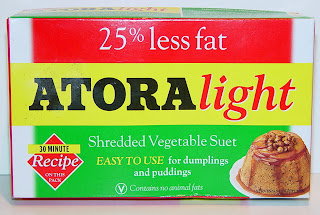 25% less fat
ATORAlight
30 MINUTE
Recipe
ON THIS
PACK
Shredded Vegetable Suet
EASY TO USE for dumplings
and puddings
V Contains no animal fats